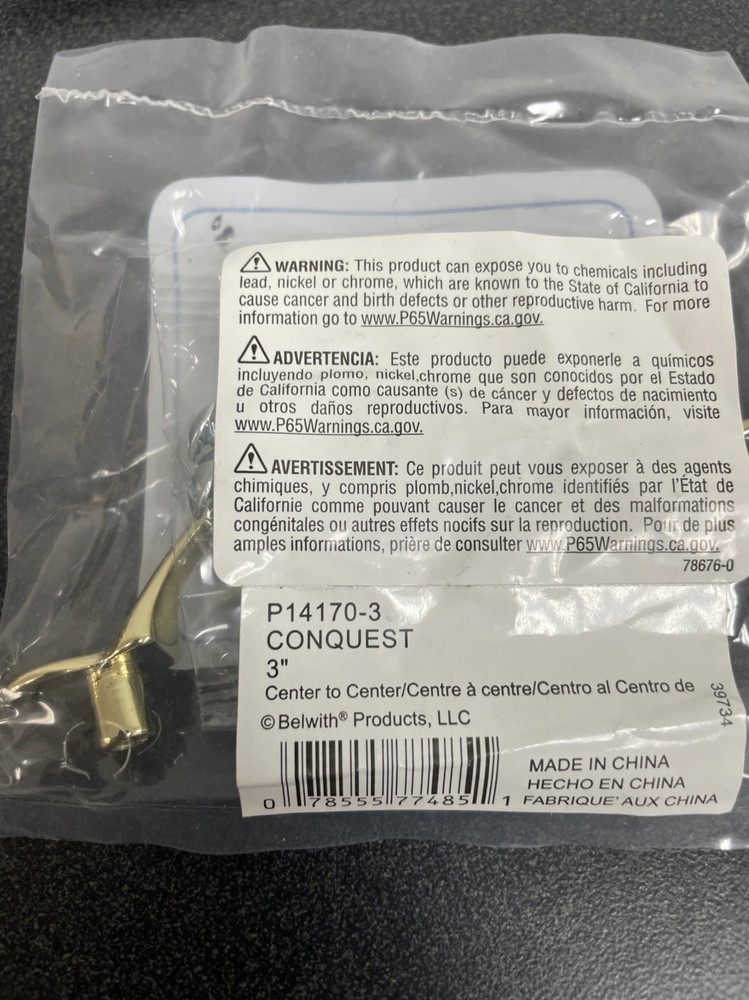 WARNING: This product can expose you to chemicals including
lead, nickel or chrome, which are known to the State of California to
cause cancer and birth defects or other reproductive harm. For more
information go to www.P65Warnings.ca.gov.
ADVERTENCIA: Este producto puede exponerle a químicos
incluyendo plomo, nickel,chrome que son conocidos por el Estado
de California como causante (s) de cáncer y defectos de nacimiento
u otros daños reproductivos. Para mayor información, visite
www.P65Warnings.ca.gov.
AVERTISSEMENT: Ce produit peut vous exposer à des agents
chimiques, y compris plomb,nickel,chrome identifiés par l'État de
Californie comme pouvant causer le cancer et des malformations
congénitales ou autres effets nocifs sur la reproduction. Pour de plus
amples informations, prière de consulter www.P65Warnings.ca.gov.
78676-0
P14170-3
CONQUEST
3"
Center to Center/Centre à centre/Centro al Centro de
© Belwith® Products, LLC
39734
MADE IN CHINA
HECHO EN CHINA
FABRIQUE' AUX CHINA
0 78555 77485 1